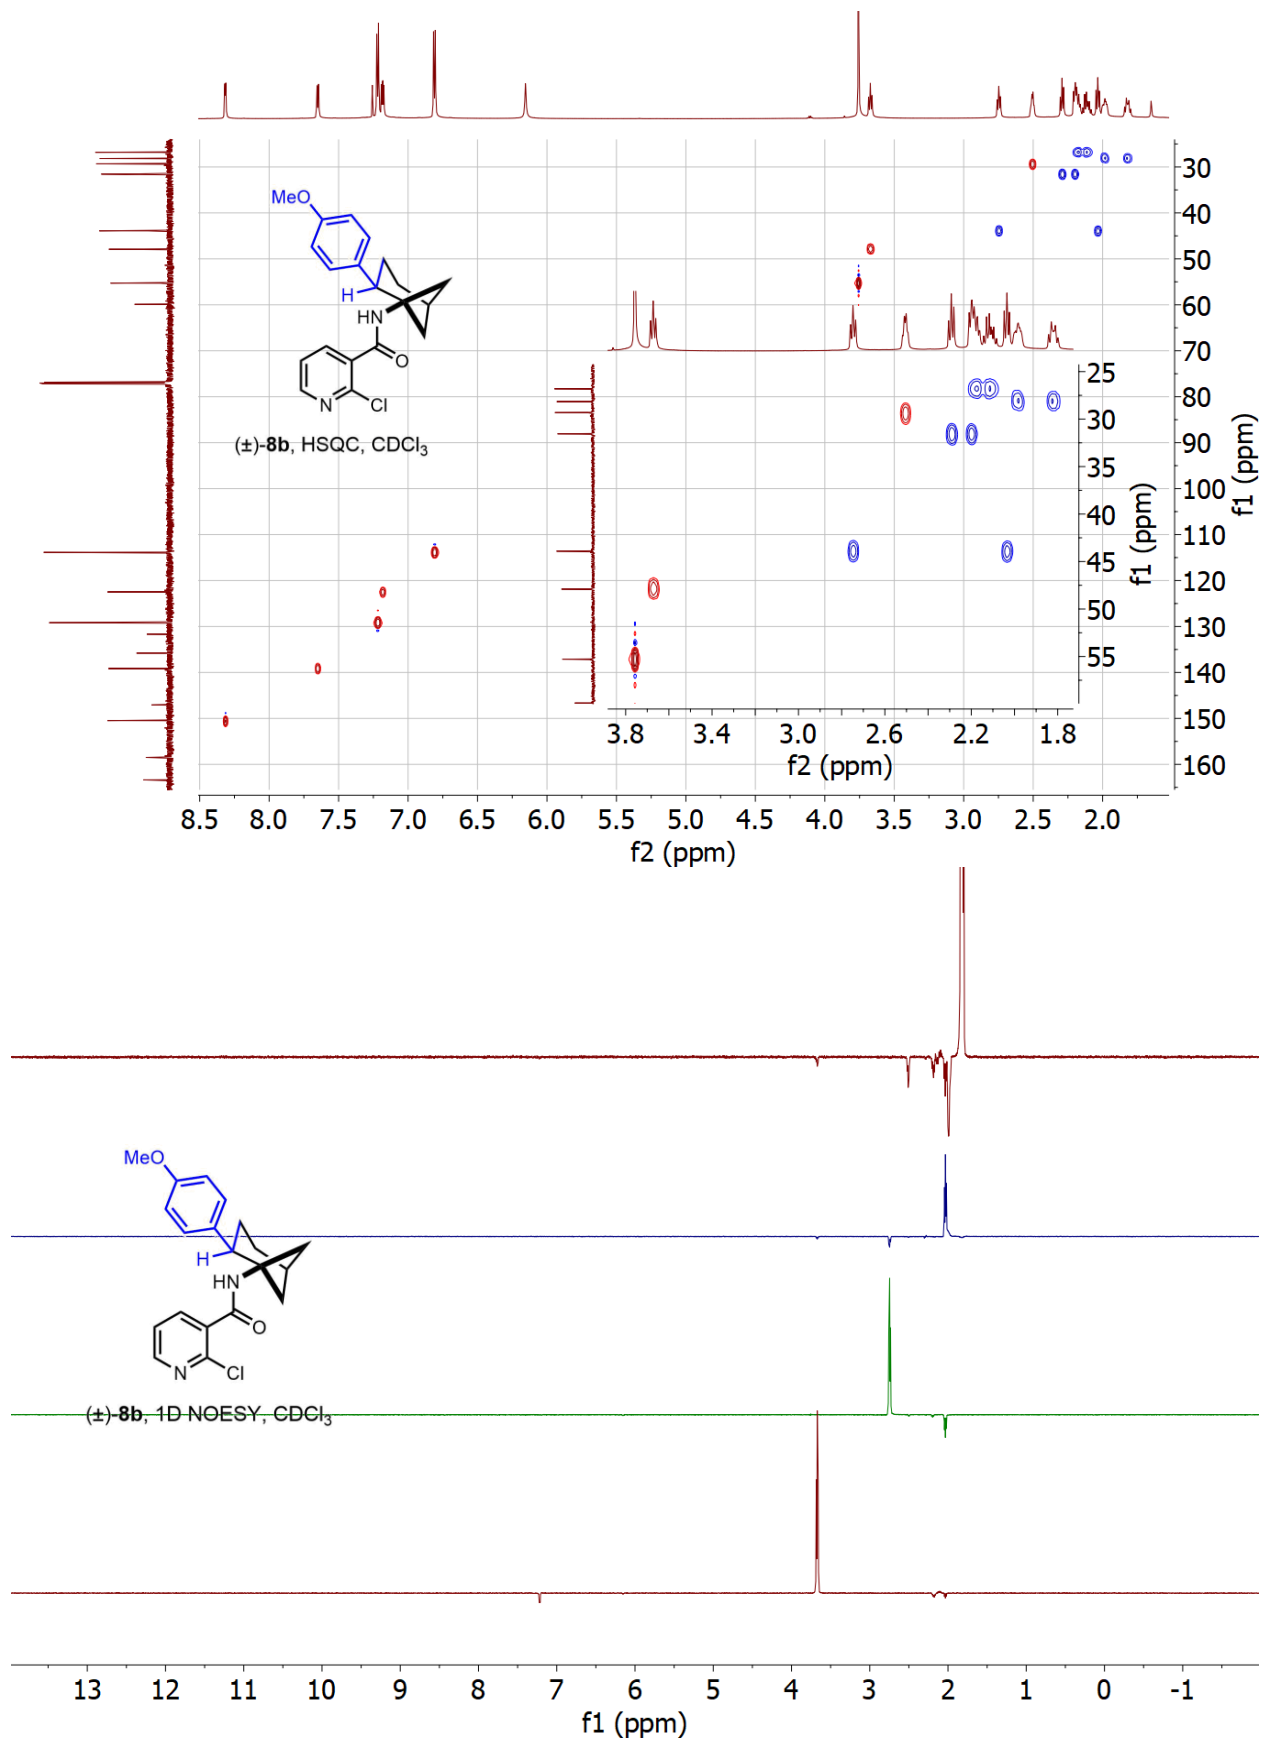 MeO
H
HN
O
N
Cl
(±)-8b, HSQC, CDCl₃
30
40
50
60
70
80
90
100
110
120
130
140
150
160
f1 (ppm)
25
30
35
40
45
50
55
f1 (ppm)
3.8 3.4 3.0 2.6 2.2 1.8
f2 (ppm)
8.5 8.0 7.5 7.0 6.5 6.0 5.5 5.0 4.5 4.0 3.5 3.0 2.5 2.0
f2 (ppm)
MeO
H
HN
O
N
Cl
(±)-8b, 1D NOESY, CDCl₃
13 12 11 10 9 8 7 6 5 4 3 2 1 0 -1
f1 (ppm)